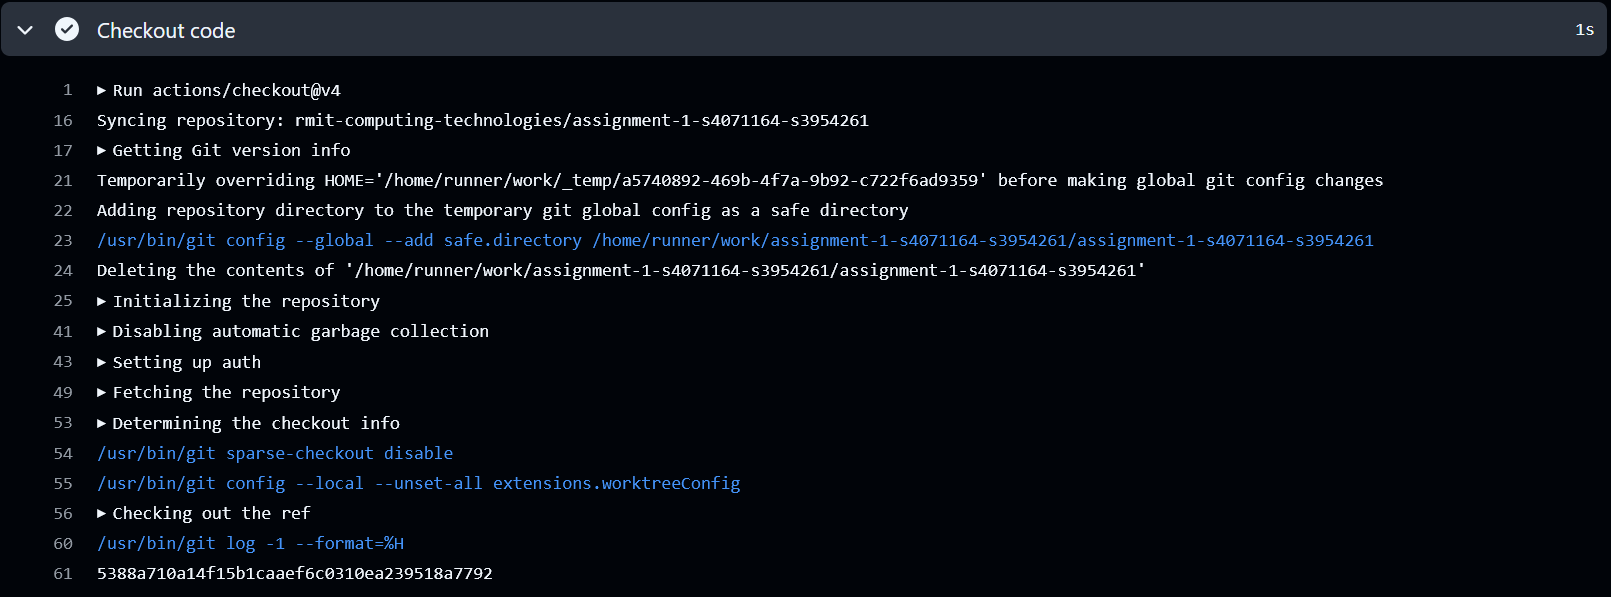 Checkout code
1s
1 ▶ Run actions/checkout@v4
16 Syncing repository: rmit-computing-technologies/assignment-1-s4071164-s3954261
17 ▶ Getting Git version info
21 Temporarily overriding HOME='/home/runner/work/_temp/a5740892-469b-4f7a-9b92-c722f6ad9359' before making global git config changes
22 Adding repository directory to the temporary git global config as a safe directory
23 /usr/bin/git config --global --add safe.directory /home/runner/work/assignment-1-s4071164-s3954261/assignment-1-s4071164-s3954261
24 Deleting the contents of '/home/runner/work/assignment-1-s4071164-s3954261/assignment-1-s4071164-s3954261'
25 ▶ Initializing the repository
41 ▶ Disabling automatic garbage collection
43 ▶ Setting up auth
49 ▶ Fetching the repository
53 ▶ Determining the checkout info
54 /usr/bin/git sparse-checkout disable
55 /usr/bin/git config --local --unset-all extensions.worktreeConfig
56 ▶ Checking out the ref
60 /usr/bin/git log -1 --format=%H
61 5388a710a14f15b1caaef6c0310ea239518a7792